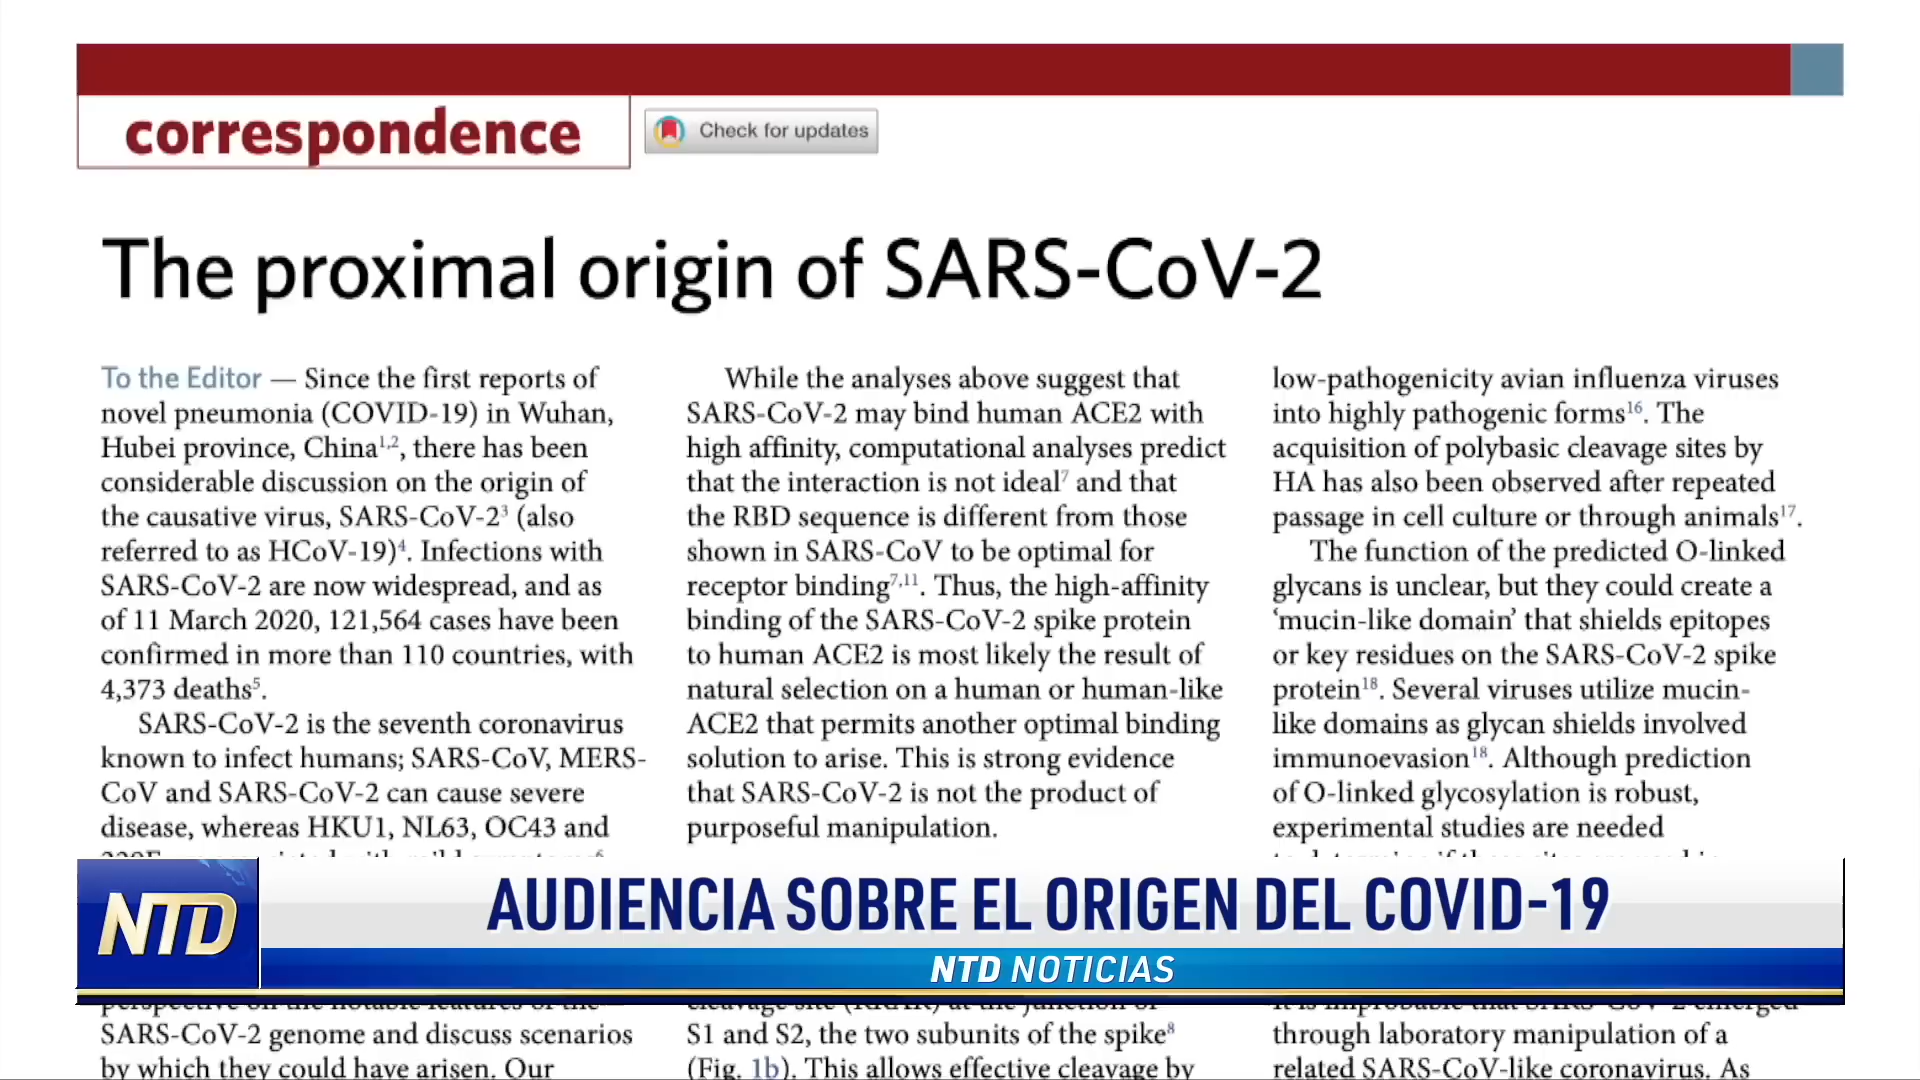 correspondence
Check for updates
The proximal origin of SARS-CoV-2
To the Editor — Since the first reports of
novel pneumonia (COVID-19) in Wuhan,
Hubei province, China1,2, there has been
considerable discussion on the origin of
the causative virus, SARS-CoV-23 (also
referred to as HCoV-19)4. Infections with
SARS-CoV-2 are now widespread, and as
of 11 March 2020, 121,564 cases have been
confirmed in more than 110 countries, with
4,373 deaths5.
SARS-CoV-2 is the seventh coronavirus
known to infect humans; SARS-CoV, MERS-
CoV and SARS-CoV-2 can cause severe
disease, whereas HKU1, NL63, OC43 and
perspective on the notable features of the
SARS-CoV-2 genome and discuss scenarios
by which they could have arisen. Our
While the analyses above suggest that
SARS-CoV-2 may bind human ACE2 with
high affinity, computational analyses predict
that the interaction is not ideal7 and that
the RBD sequence is different from those
shown in SARS-CoV to be optimal for
receptor binding7,11. Thus, the high-affinity
binding of the SARS-CoV-2 spike protein
to human ACE2 is most likely the result of
natural selection on a human or human-like
ACE2 that permits another optimal binding
solution to arise. This is strong evidence
that SARS-CoV-2 is not the product of
purposeful manipulation.
S1 and S2, the two subunits of the spike8
(Fig. 1b). This allows effective cleavage by
low-pathogenicity avian influenza viruses
into highly pathogenic forms16. The
acquisition of polybasic cleavage sites by
HA has also been observed after repeated
passage in cell culture or through animals17.
The function of the predicted O-linked
glycans is unclear, but they could create a
‘mucin-like domain’ that shields epitopes
or key residues on the SARS-CoV-2 spike
protein18. Several viruses utilize mucin-
like domains as glycan shields involved
immunoevasion18. Although prediction
of O-linked glycosylation is robust,
experimental studies are needed
it is improbable that SARS-CoV-2 emerged
through laboratory manipulation of a
related SARS-CoV-like coronavirus. As
NTD
AUDIENCIA SOBRE EL ORIGEN DEL COVID-19
NTD NOTICIAS